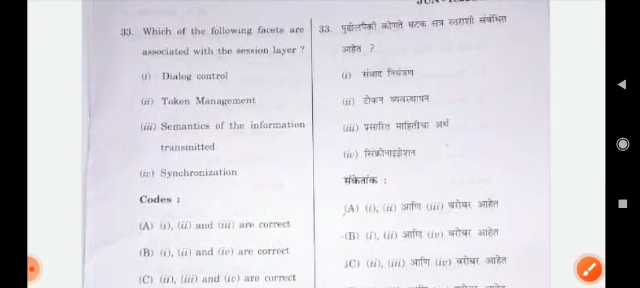 33. Which of the following facets are
associated with the session layer ?
(i) Dialog control
(ii) Token Management
(iii) Semantics of the information
transmitted
(iv) Synchronization
Codes :
(A) (i), (ii) and (iii) are correct
(B) (i), (ii) and (iv) are correct
(C) (ii), (iii) and (iv) are correct
33. पुढीलपैकी कोणते घटक सत्र स्तराशी संबंधित
आहेत ?
(i) संवाद नियंत्रण
(ii) टोकन व्यवस्थापन
(iii) प्रसारित माहितीचा अर्थ
(iv) सिंक्रोनाइझेशन
संकेतांक :
(A) (i), (ii) आणि (iii) बरोबर आहेत
(B) (i), (ii) आणि (iv) बरोबर आहेत
(C) (ii), (iii) आणि (iv) बरोबर आहेत